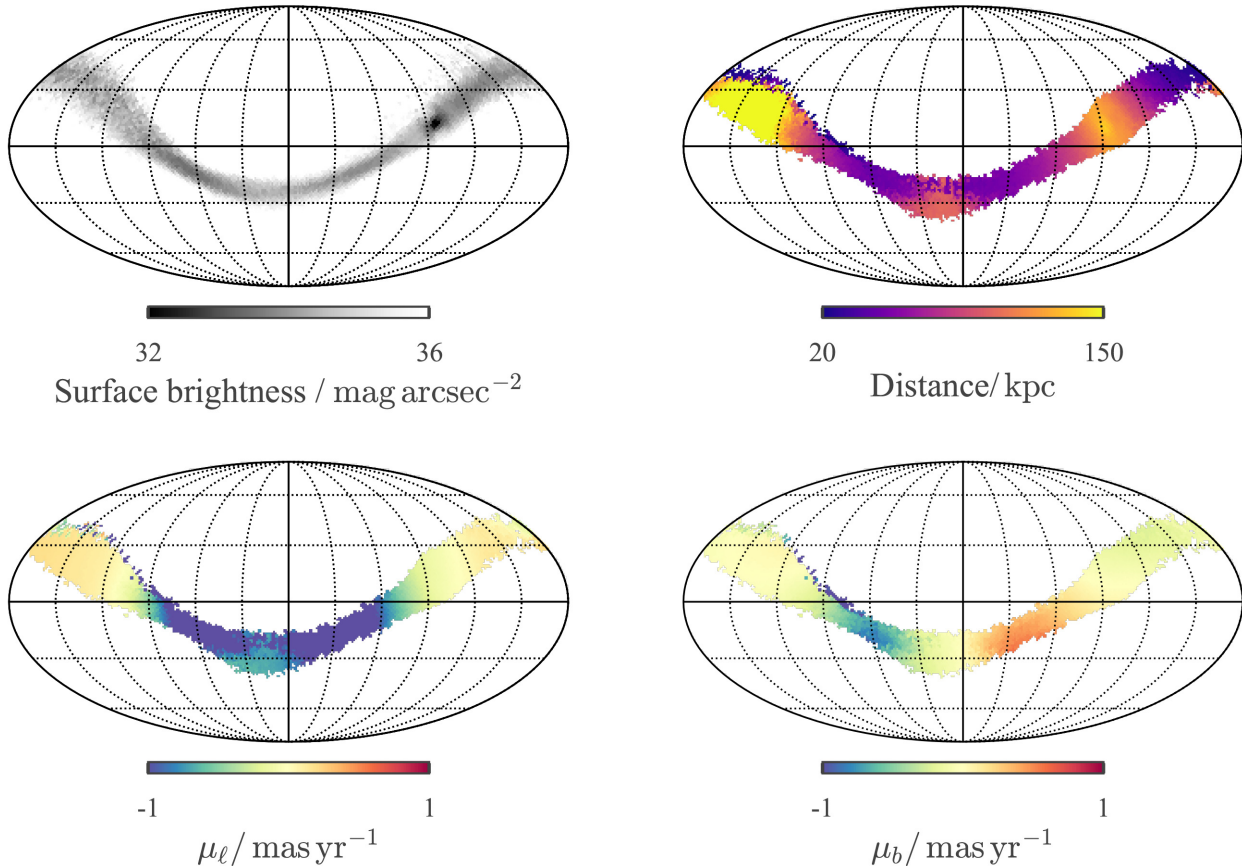 32 36
Surface brightness / mag arcsec⁻²
20 150
Distance/ kpc
-1 1
μ_ℓ/ mas yr⁻¹
-1 1
μ_b/ mas yr⁻¹